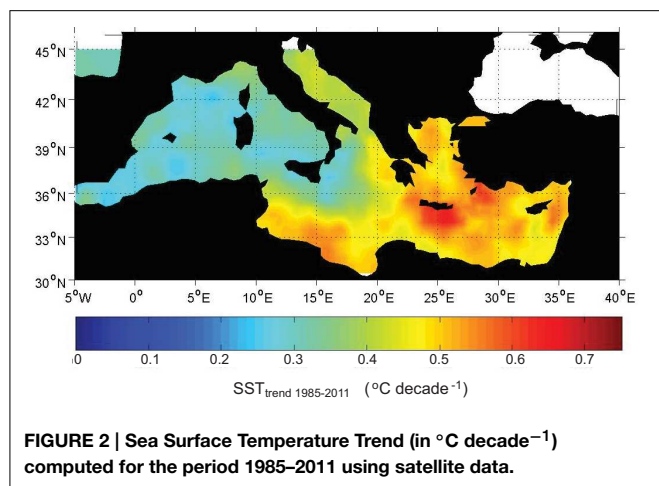 45°N
42°N
39°N
36°N
33°N
30°N
5°W 0° 5°E 10°E 15°E 20°E 25°E 30°E 35°E 40°E
0 0.1 0.2 0.3 0.4 0.5 0.6 0.7
SST trend 1985-2011 (°C decade⁻¹)
FIGURE 2 | Sea Surface Temperature Trend (in °C decade⁻¹)
computed for the period 1985–2011 using satellite data.